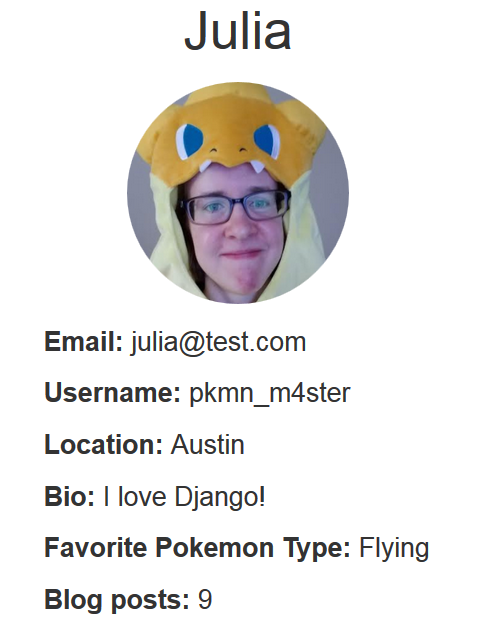 Julia
Email: julia@test.com
Username: pkmn_m4ster
Location: Austin
Bio: I love Django!
Favorite Pokemon Type: Flying
Blog posts: 9